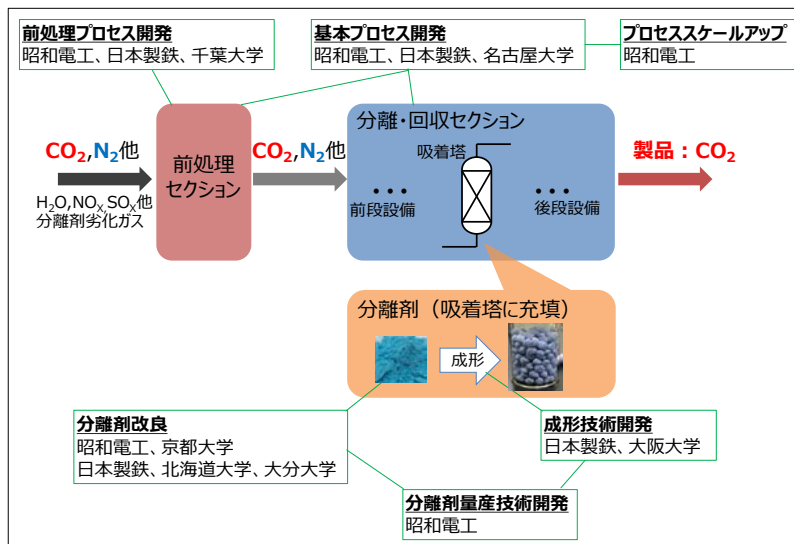 前処理プロセス開発
昭和電工、日本製鉄、千葉大学
基本プロセス開発
昭和電工、日本製鉄、名古屋大学
プロセススケールアップ
昭和電工
CO₂,N₂他
H₂O,NOₓ,SOₓ他
分離剤劣化ガス
前処理
セクション
CO₂,N₂他
分離・回収セクション
吸着塔
・・・
前段設備
・・・
後段設備
製品：CO₂
分離剤（吸着塔に充填）
成形
分離剤改良
昭和電工、京都大学
日本製鉄、北海道大学、大分大学
成形技術開発
日本製鉄、大阪大学
分離剤量産技術開発
昭和電工